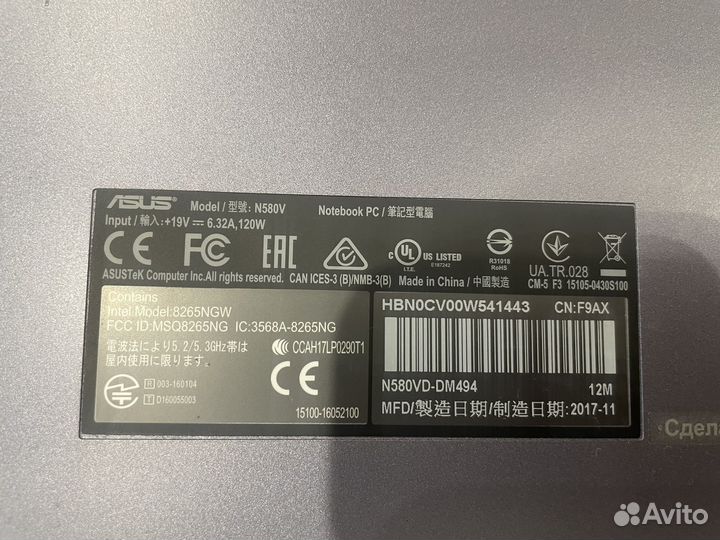 ASUS Model / 型號: N580V Notebook PC / 筆記型電腦
Input / 輸入: +19V⎓ 6.32A,120W
CE FC EAC c UL US LISTED
I.T.E. E187242
R31018
RoHS
UA.TR.028
ASUSTeK Computer Inc.All rights reserved. CAN ICES-3 (B)/NMB-3(B) Made in China / 中國製造 CM-5 F3 15105-0430S100
Contains
Intel Model:8265NGW
FCC ID:MSQ8265NG IC:3568A-8265NG
電波法により5.2/5.3GHz帯は
屋内使用に限る
CCAH17LP0290T1
R 003-160104
T D160055003
15100-16052100
HBN0CV00W541443 CN:F9AX
N580VD-DM494 12M
MFD/製造日期/制造日期: 2017-11
Сдела
Avito